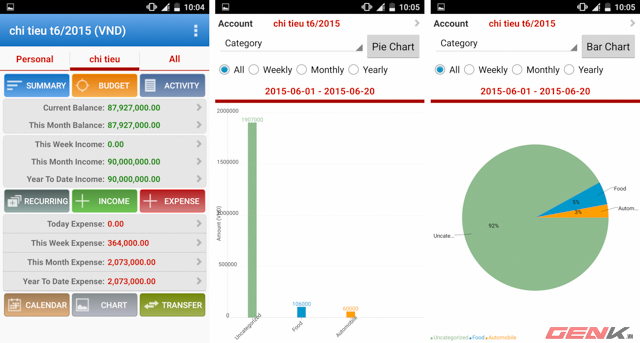 10:04
chi tieu t6/2015 (VND)
Personal chi tieu All
SUMMARY BUDGET ACTIVITY
Current Balance: 87,927,000.00
This Month Balance: 87,927,000.00
This Week Income: 0.00
This Month Income: 90,000,000.00
Year To Date Income: 90,000,000.00
RECURRING INCOME EXPENSE
Today Expense: 0.00
This Week Expense: 364,000.00
This Month Expense: 2,073,000.00
Year To Date Expense: 2,073,000.00
CALENDAR CHART TRANSFER
10:05
Account chi tieu t6/2015
Category Pie Chart
All Weekly Monthly Yearly
2015-06-01 - 2015-06-20
2000000
1907000
1500000
1000000
Amount (VND)
500000
106000
60000
0
Uncategorized Food Automobile
10:05
Account chi tieu t6/2015
Category Bar Chart
All Weekly Monthly Yearly
2015-06-01 - 2015-06-20
Food
5%
Autom...
3%
92%
Uncate...
Uncategorized Food Automobile
GENK